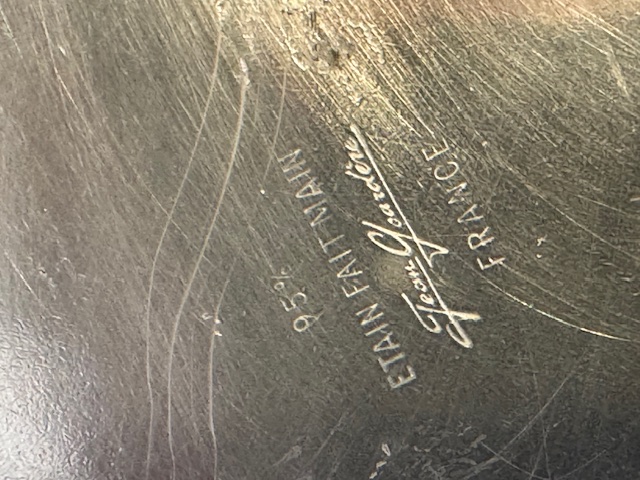 95%
ETAIN FAIT MAIN
Jean Goardère
FRANCE